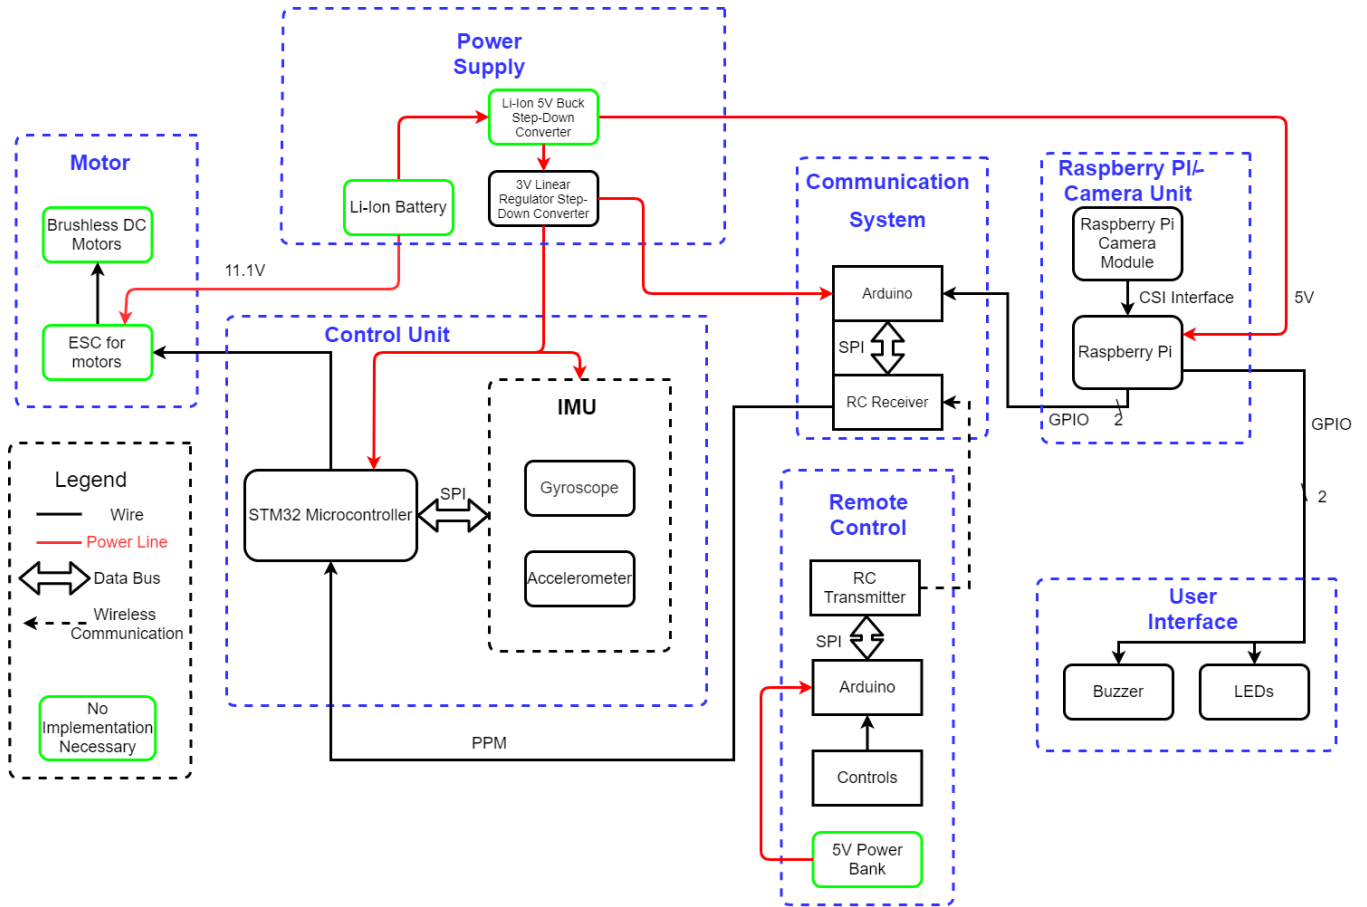 Power
Supply
Li-Ion 5V Buck
Step-Down
Converter
3V Linear
Regulator Step-
Down Converter
Li-Ion Battery
Motor
Brushless DC
Motors
11.1V
ESC for
motors
Communication
System
Arduino
SPI
RC Receiver
Raspberry PI/-
Camera Unit
Raspberry Pi
Camera
Module
CSI Interface
5V
Raspberry Pi
GPIO
2
GPIO
2
Control Unit
IMU
Gyroscope
SPI
STM32 Microcontroller
Accelerometer
PPM
Legend
Wire
Power Line
Data Bus
Wireless
Communication
No
Implementation
Necessary
Remote
Control
RC
Transmitter
SPI
Arduino
Controls
5V Power
Bank
User
Interface
Buzzer
LEDs